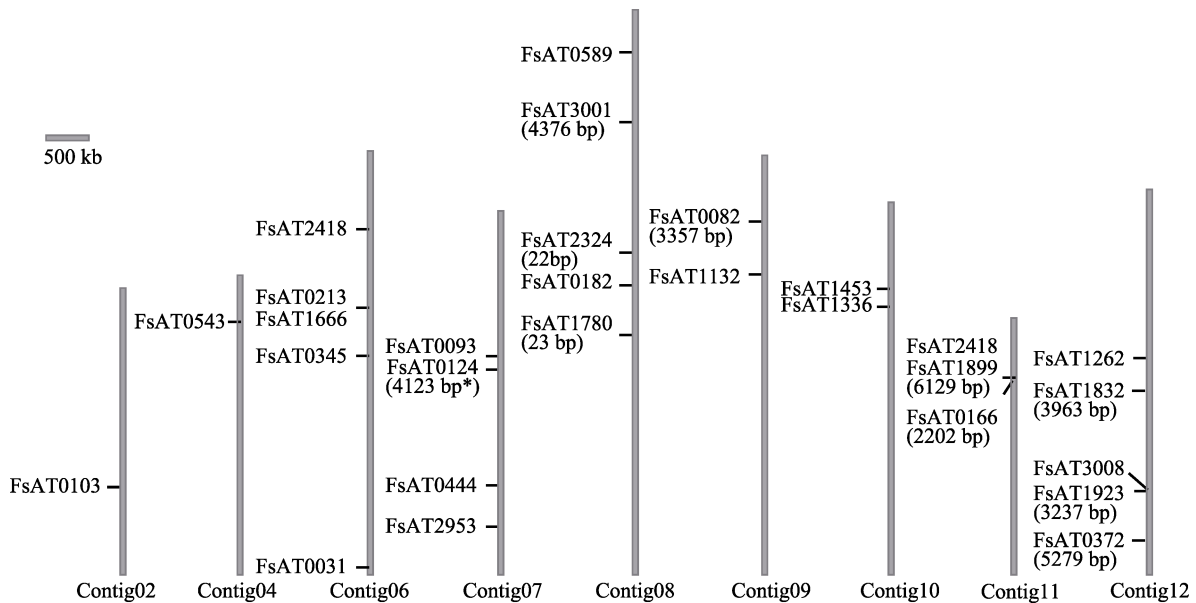 500 kb
FsAT0103
Contig02
FsAT0543
Contig04
FsAT2418
FsAT0213
FsAT1666
FsAT0345
FsAT0031
Contig06
FsAT0093
FsAT0124
(4123 bp*)
FsAT0444
FsAT2953
Contig07
FsAT0589
FsAT3001
(4376 bp)
FsAT2324
(22bp)
FsAT0182
FsAT1780
(23 bp)
Contig08
FsAT0082
(3357 bp)
FsAT1132
Contig09
FsAT1453
FsAT1336
Contig10
FsAT2418
FsAT1899
(6129 bp)
FsAT0166
(2202 bp)
Contig11
FsAT1262
FsAT1832
(3963 bp)
FsAT3008
FsAT1923
(3237 bp)
FsAT0372
(5279 bp)
Contig12